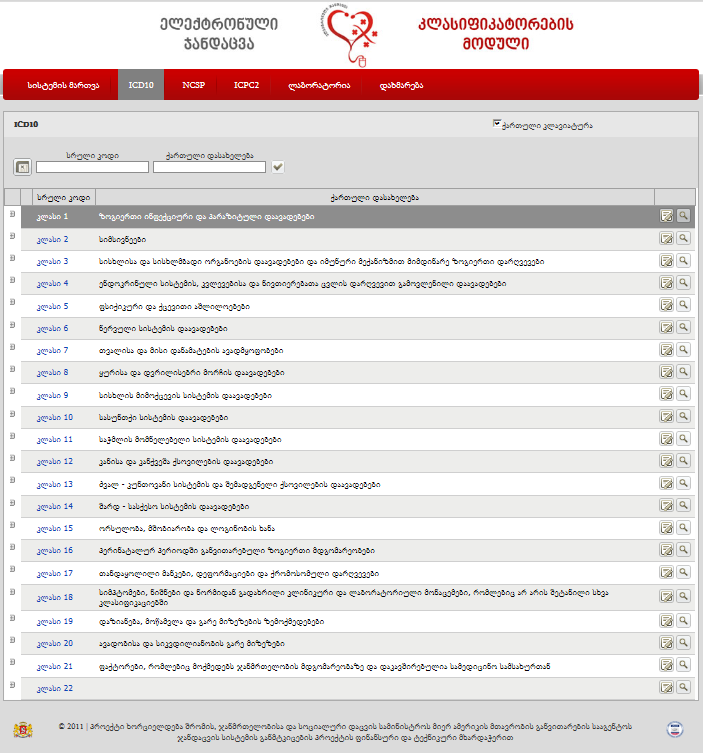 ელექტრონული
ჯანდაცვა
კლასიფიკატორების
მოდული
სისტემის მართვა ICD10 NCSP ICPC2 ლაბორატორია დახმარება
ICD10 ქართული კლავიატურა
სრული კოდი ქართული დასახელება
სრული კოდი ქართული დასახელება
კლასი 1 ზოგიერთი ინფექციური და პარაზიტული დაავადებები
კლასი 2 სიმსივნეები
კლასი 3 სისხლისა და სისხლმბადი ორგანოების დაავადებები და იმუნური მექანიზმით მიმდინარე ზოგიერთი დარღვევები
კლასი 4 ენდოკრინული სისტემის, კვლევებისა და ნივთიერებათა ცვლის დარღვევით გამოვლენილი დაავადებები
კლასი 5 ფსიქიკური და ქცევითი აშლილობები
კლასი 6 ნერვული სისტემის დაავადებები
კლასი 7 თვალისა და მისი დანამატების ავადმყოფობები
კლასი 8 ყურისა და დვრილისებრი მორჩის დაავადებები
კლასი 9 სისხლის მიმოქცევის სისტემის დაავადებები
კლასი 10 სასუნთქი სისტემის დაავადებები
კლასი 11 საჭმლის მომნელებელი სისტემის დაავადებები
კლასი 12 კანისა და კანქვეშა ქსოვილების დაავადებები
კლასი 13 ძვალ - კუნთოვანი სისტემის და შემადგენელი ქსოვილების დაავადებები
კლასი 14 შარდ - სასქესო სისტემის დაავადებები
კლასი 15 ორსულობა, მშობიარობა და ლოგინობის ხანა
კლასი 16 პერინატალურ პერიოდში განვითარებული ზოგიერთი მდგომარეობები
კლასი 17 თანდაყოლილი მანკები, დეფორმაციები და ქრომოსომული დარღვევები
კლასი 18 სიმპტომები, ნიშნები და ნორმიდან გადახრილი კლინიკური და ლაბორატორიული მონაცემები, რომლებიც არ არის შეტანილი სხვა
კლასიფიკაციებში
კლასი 19 დაზიანება, მოწამვლა და გარე მიზეზების ზემოქმედებები
კლასი 20 ავადობისა და სიკვდილიანობის გარე მიზეზები
კლასი 21 ფაქტორები, რომლებიც მოქმედებს ჯანმრთელობის მდგომარეობაზე და დაკავშირებულია სამედიცინო სამსახურთან
კლასი 22
© 2011 | პროექტი ხორციელდება შრომის, ჯანმრთელობისა და სოციალური დაცვის სამინისტროს მიერ ამერიკის მთავრობის განვითარების სააგენტოს
ჯანდაცვის სისტემის განმტკიცების პროექტის ფინანსური და ტექნიკური მხარდაჭერით